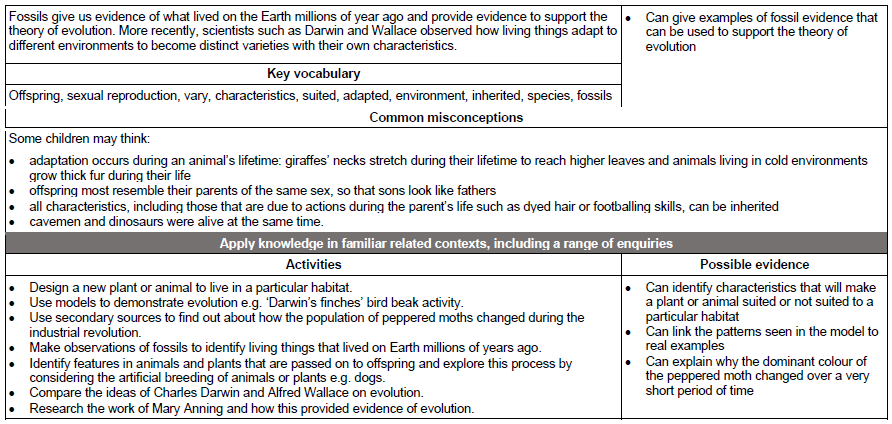 Fossils give us evidence of what lived on the Earth millions of year ago and provide evidence to support the
theory of evolution. More recently, scientists such as Darwin and Wallace observed how living things adapt to
different environments to become distinct varieties with their own characteristics.
• Can give examples of fossil evidence that
can be used to support the theory of
evolution
Key vocabulary
Offspring, sexual reproduction, vary, characteristics, suited, adapted, environment, inherited, species, fossils
Common misconceptions
Some children may think:
• adaptation occurs during an animal's lifetime: giraffes' necks stretch during their lifetime to reach higher leaves and animals living in cold environments
grow thick fur during their life
• offspring most resemble their parents of the same sex, so that sons look like fathers
• all characteristics, including those that are due to actions during the parent's life such as dyed hair or footballing skills, can be inherited
• cavemen and dinosaurs were alive at the same time.
Apply knowledge in familiar related contexts, including a range of enquiries
Activities
• Design a new plant or animal to live in a particular habitat.
• Use models to demonstrate evolution e.g. 'Darwin's finches' bird beak activity.
• Use secondary sources to find out about how the population of peppered moths changed during the
industrial revolution.
• Make observations of fossils to identify living things that lived on Earth millions of years ago.
• Identify features in animals and plants that are passed on to offspring and explore this process by
considering the artificial breeding of animals or plants e.g. dogs.
• Compare the ideas of Charles Darwin and Alfred Wallace on evolution.
• Research the work of Mary Anning and how this provided evidence of evolution.
Possible evidence
• Can identify characteristics that will make
a plant or animal suited or not suited to a
particular habitat
• Can link the patterns seen in the model to
real examples
• Can explain why the dominant colour of
the peppered moth changed over a very
short period of time